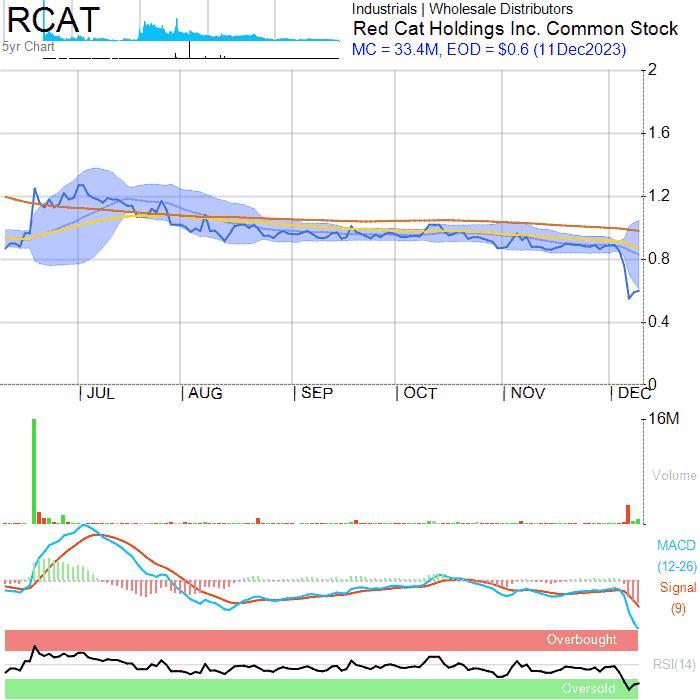 RCAT
5yr Chart
Industrials | Wholesale Distributors
Red Cat Holdings Inc. Common Stock
MC = 33.4M, EOD = $0.6 (11Dec2023)
2
1.6
1.2
0.8
0.4
0
| JUL | AUG | SEP | OCT | NOV | DEC
16M
Volume
MACD
(12-26)
Signal
(9)
Overbought
RSI(14)
Oversold